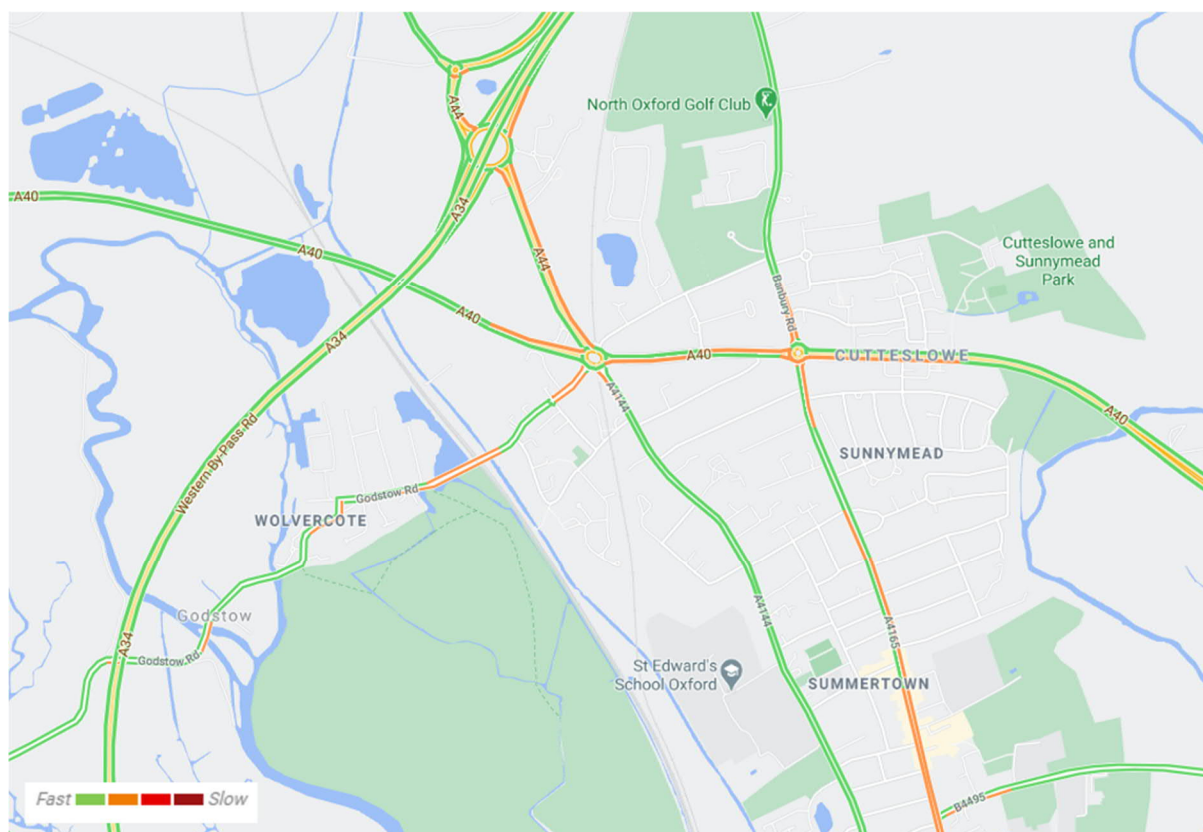 A44
North Oxford Golf Club
A40
A34
Cutteslowe and
Sunnymead
Park
A44
Banbury Rd
A40
A34
A40
CUTTESLOWE
A4144
A40
Western By-Pass Rd
SUNNYMEAD
Godstow Rd
WOLVERCOTE
Godstow
A34
Godstow Rd
A4144
A4165
St Edward's
School Oxford
SUMMERTOWN
B4495
Fast
Slow